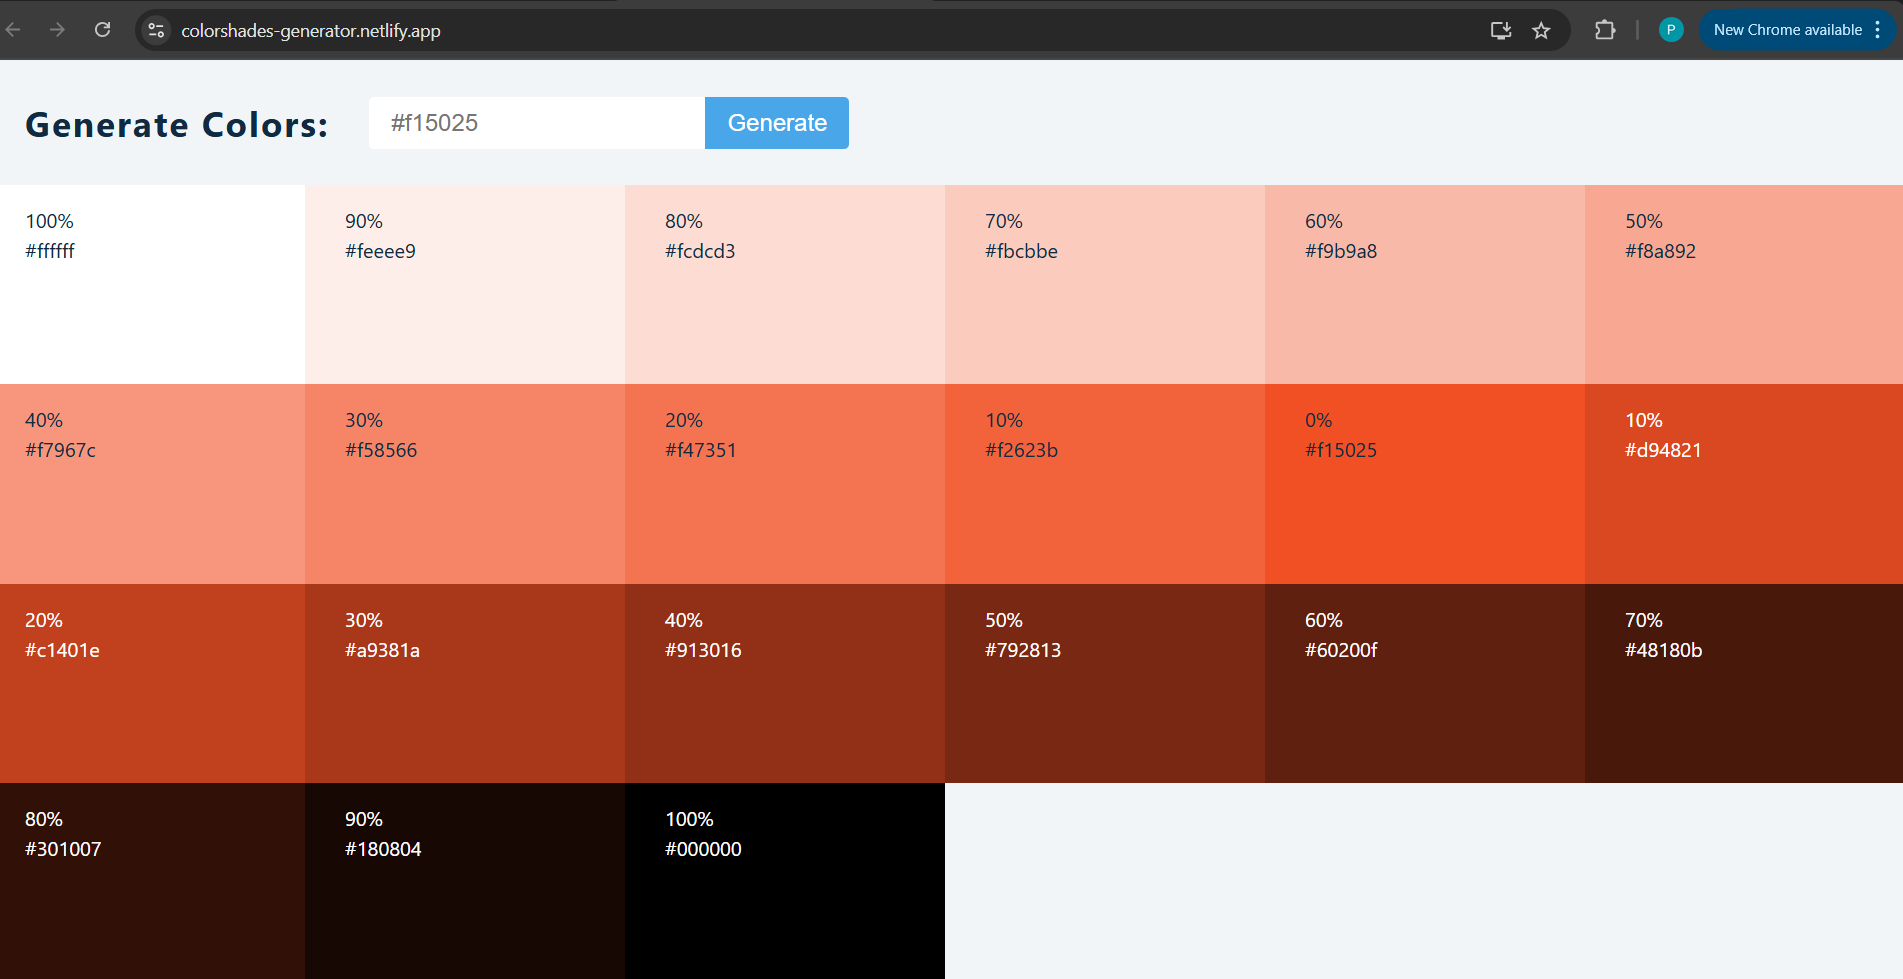 colorshades-generator.netlify.app
P
New Chrome available
Generate Colors:
#f15025
Generate
100%
#ffffff
90%
#feeee9
80%
#fcdcd3
70%
#fbcbbe
60%
#f9b9a8
50%
#f8a892
40%
#f7967c
30%
#f58566
20%
#f47351
10%
#f2623b
0%
#f15025
10%
#d94821
20%
#c1401e
30%
#a9381a
40%
#913016
50%
#792813
60%
#60200f
70%
#48180b
80%
#301007
90%
#180804
100%
#000000